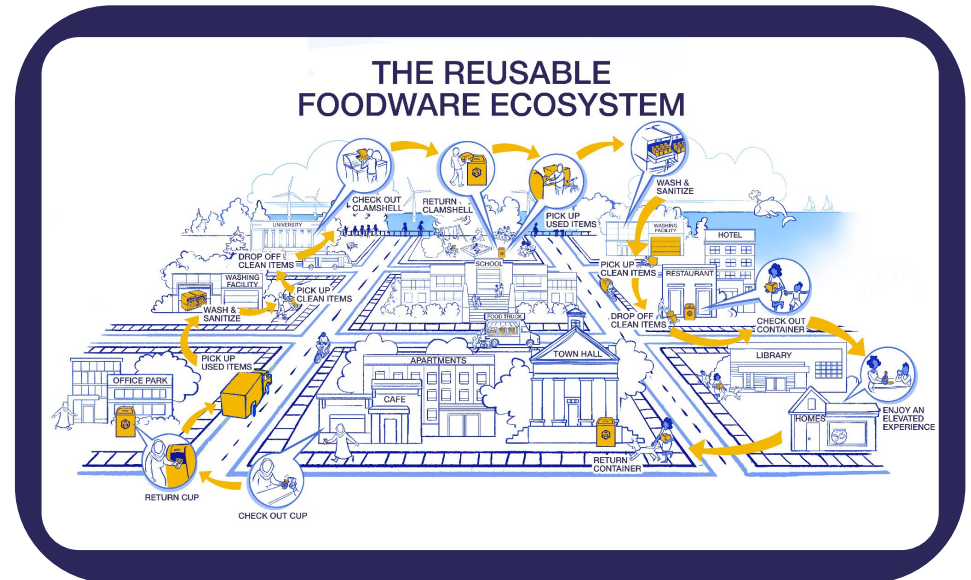 THE REUSABLE
FOODWARE ECOSYSTEM
CHECK OUT
CLAMSHELL
RETURN
CLAMSHELL
PICK UP
USED ITEMS
WASH &
SANITIZE
UNIVERSITY
DROP OFF
CLEAN ITEMS
WASHING
FACILITY
PICK UP
CLEAN ITEMS
WASH &
SANITIZE
PICK UP
USED ITEMS
SCHOOL
FOOD TRUCK
WASHING
FACILITY
HOTEL
PICK UP
CLEAN ITEMS
RESTAURANT
DROP OFF
CLEAN ITEMS
CHECK OUT
CONTAINER
OFFICE PARK
APARTMENTS
CAFE
TOWN HALL
LIBRARY
HOMES
ENJOY AN
ELEVATED
EXPERIENCE
RETURN
CONTAINER
RETURN CUP
CHECK OUT CUP